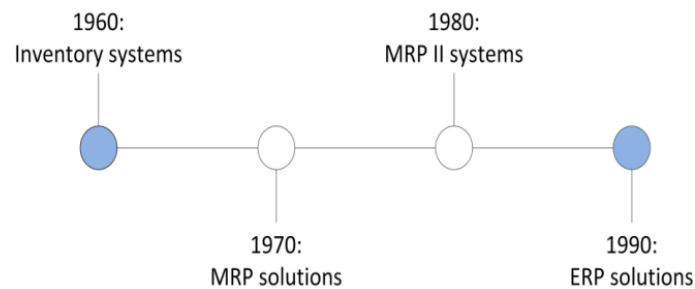 1960:
Inventory systems
1970:
MRP solutions
1980:
MRP II systems
1990:
ERP solutions